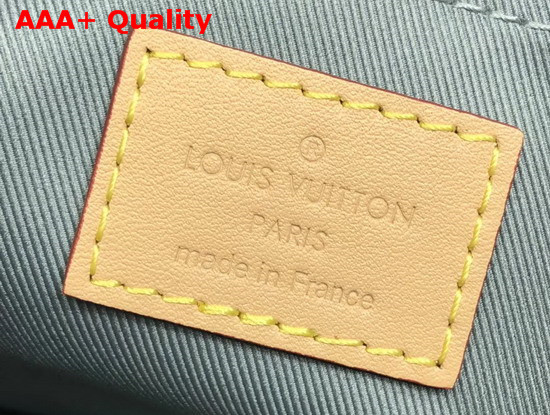 AAA+ Quality
®
LOUIS VUITTON
PARIS
made in France